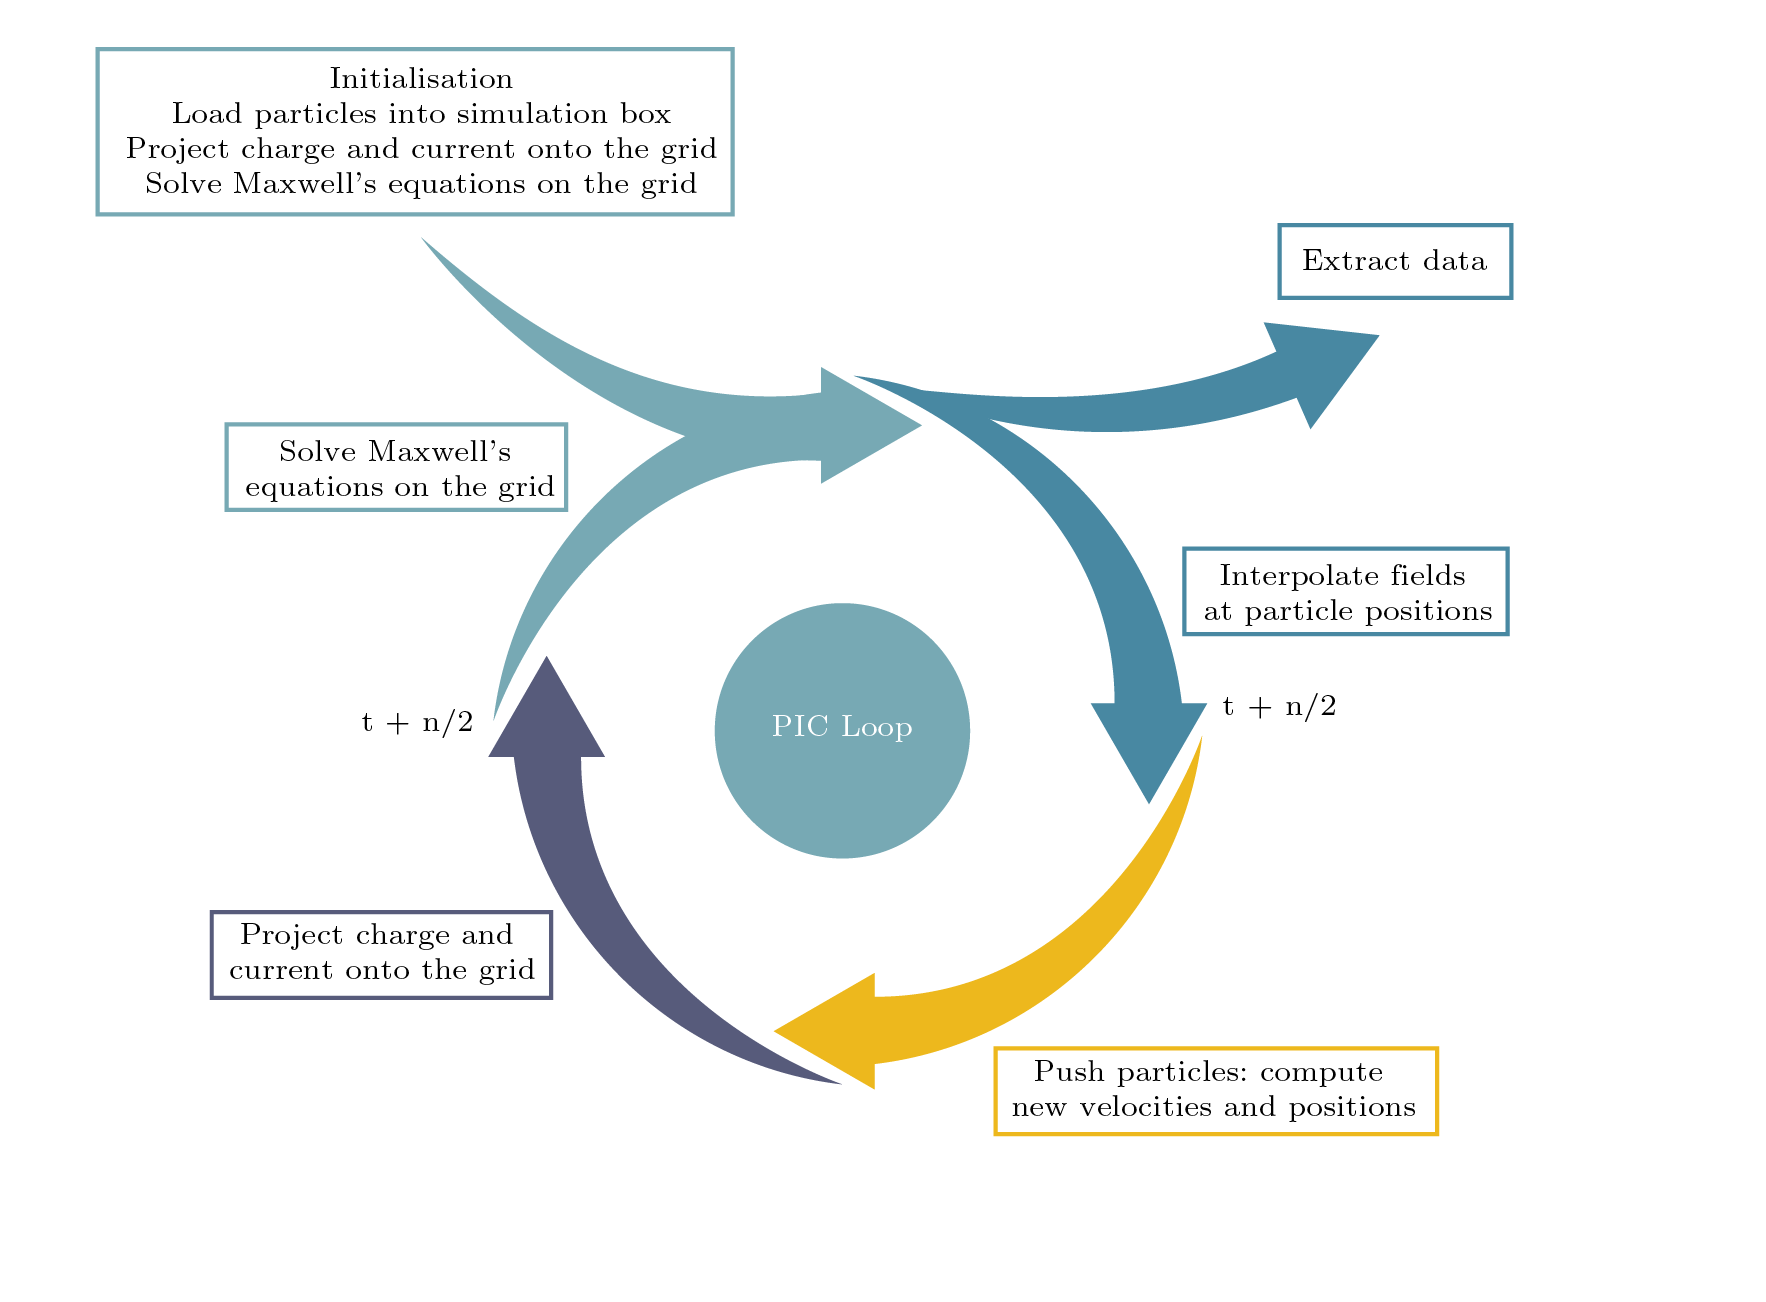 Initialisation
Load particles into simulation box
Project charge and current onto the grid
Solve Maxwell's equations on the grid
Extract data
Solve Maxwell's
equations on the grid
Interpolate fields
at particle positions
t + n/2
t + n/2
PIC Loop
Project charge and
current onto the grid
Push particles: compute
new velocities and positions